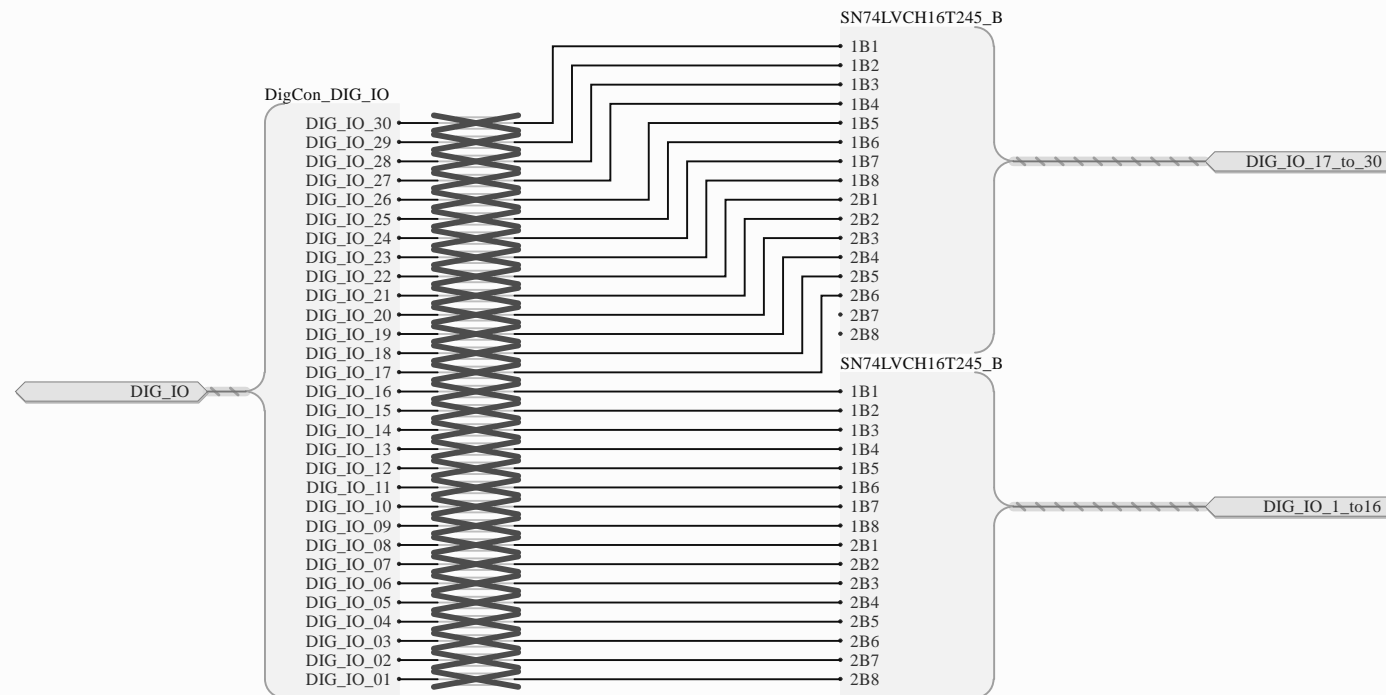 SN74LVCH16T245_B
1B1
1B2
1B3
1B4
1B5
1B6
1B7
1B8
2B1
2B2
2B3
2B4
2B5
2B6
2B7
2B8
DIG_IO_17_to_30
DigCon_DIG_IO
DIG_IO_30
DIG_IO_29
DIG_IO_28
DIG_IO_27
DIG_IO_26
DIG_IO_25
DIG_IO_24
DIG_IO_23
DIG_IO_22
DIG_IO_21
DIG_IO_20
DIG_IO_19
DIG_IO_18
DIG_IO_17
DIG_IO_16
DIG_IO_15
DIG_IO_14
DIG_IO_13
DIG_IO_12
DIG_IO_11
DIG_IO_10
DIG_IO_09
DIG_IO_08
DIG_IO_07
DIG_IO_06
DIG_IO_05
DIG_IO_04
DIG_IO_03
DIG_IO_02
DIG_IO_01
DIG_IO
SN74LVCH16T245_B
1B1
1B2
1B3
1B4
1B5
1B6
1B7
1B8
2B1
2B2
2B3
2B4
2B5
2B6
2B7
2B8
DIG_IO_1_to16